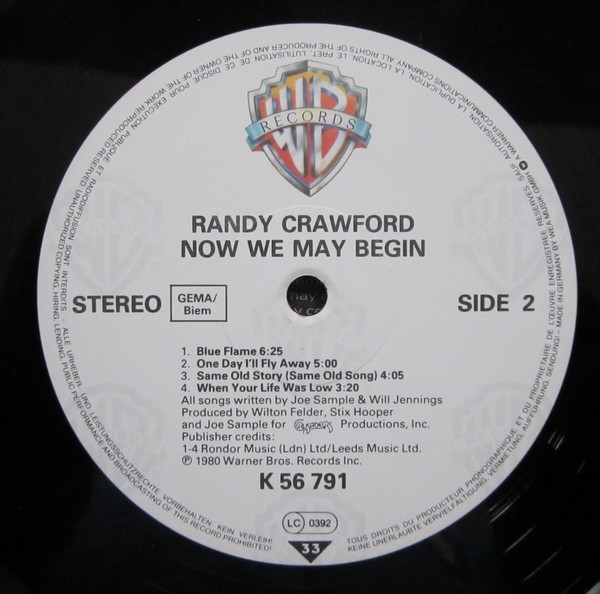 WB
RECORDS
RANDY CRAWFORD
NOW WE MAY BEGIN
STEREO
GEMA/
Biem
SIDE 2
1. Blue Flame 6:25
2. One Day I'll Fly Away 5:00
3. Same Old Story (Same Old Song) 4:05
4. When Your Life Was Low 3:20
All songs written by Joe Sample & Will Jennings
Produced by Wilton Felder, Stix Hooper
and Joe Sample for Crusaders Productions, Inc.
Publisher credits:
1-4 Rondor Music (Ldn) Ltd/Leeds Music Ltd.
℗ 1980 Warner Bros. Records Inc.
K 56 791
LC 0392
33
ALLE URHEBER- UND LEISTUNGSSCHUTZRECHTE VORBEHALTEN KEIN VERLEIH!
KEINE UNERLAUBTE VERVIELFÄLTIGUNG, VERMIETUNG, AUFFÜHRUNG, SENDUNG! - MADE IN GERMANY BY WEA MUSIK GMBH A WARNER COMMUNICATIONS COMPANY ALL RIGHTS OF THE PRODUCER AND OF THE OWNER OF THE WORK REPRODUCED RESERVED UNAUTHORIZED COPYING, HIRING, LENDING, PUBLIC PERFORMANCE AND BROADCASTING OF THIS RECORD PROHIBITED!
TOUS DROITS DU PRODUCTEUR PHONOGRAPHIQUE ET DU PROPRIETAIRE DE L'ŒUVRE ENREGISTREE RESERVES SAUF AUTORISATION, LA DUPLICATION, LA LOCATION, LE PRET, L'UTILISATION DE CE DISQUE POUR EXECUTION PUBLIQUE ET RADIODIFFUSION SONT INTERDITS -